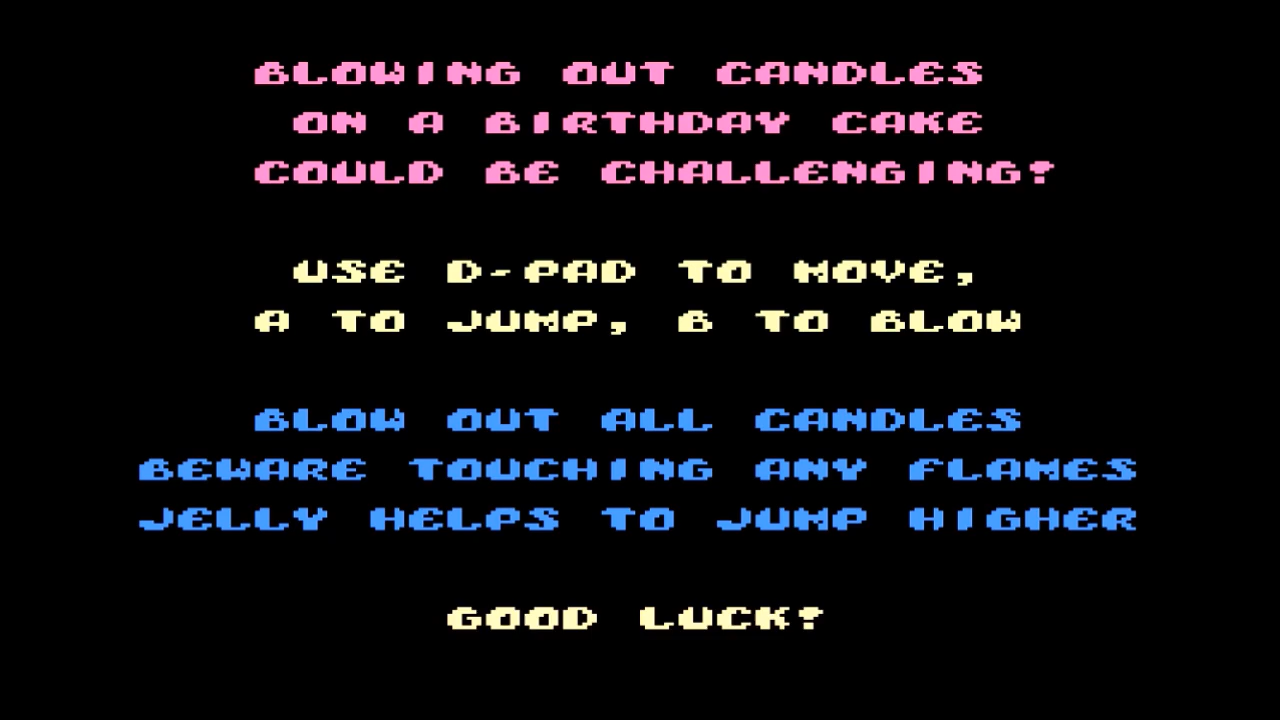 BLOWING OUT CANDLES
ON A BIRTHDAY CAKE
COULD BE CHALLENGING!
USE D-PAD TO MOVE,
A TO JUMP, B TO BLOW
BLOW OUT ALL CANDLES
BEWARE TOUCHING ANY FLAMES
JELLY HELPS TO JUMP HIGHER
GOOD LUCK!